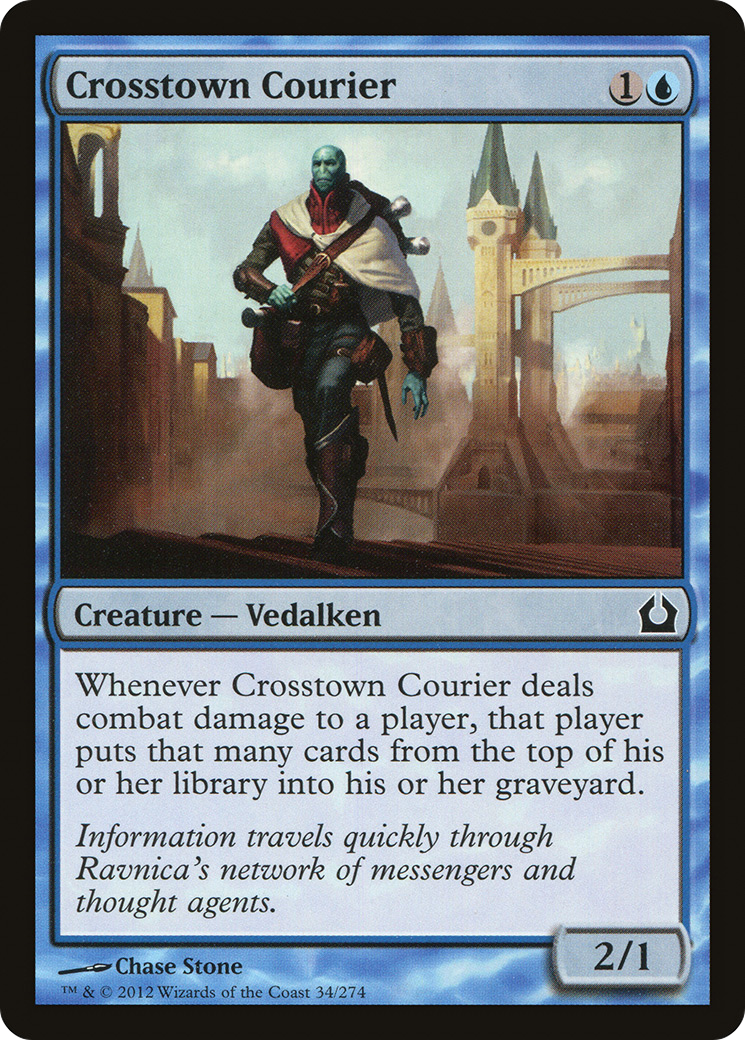 Crosstown Courier 1
Creature — Vedalken
Whenever Crosstown Courier deals
combat damage to a player, that player
puts that many cards from the top of his
or her library into his or her graveyard.
Information travels quickly through
Ravnica's network of messengers and
thought agents.
2/1
Chase Stone
™ & © 2012 Wizards of the Coast 34/274